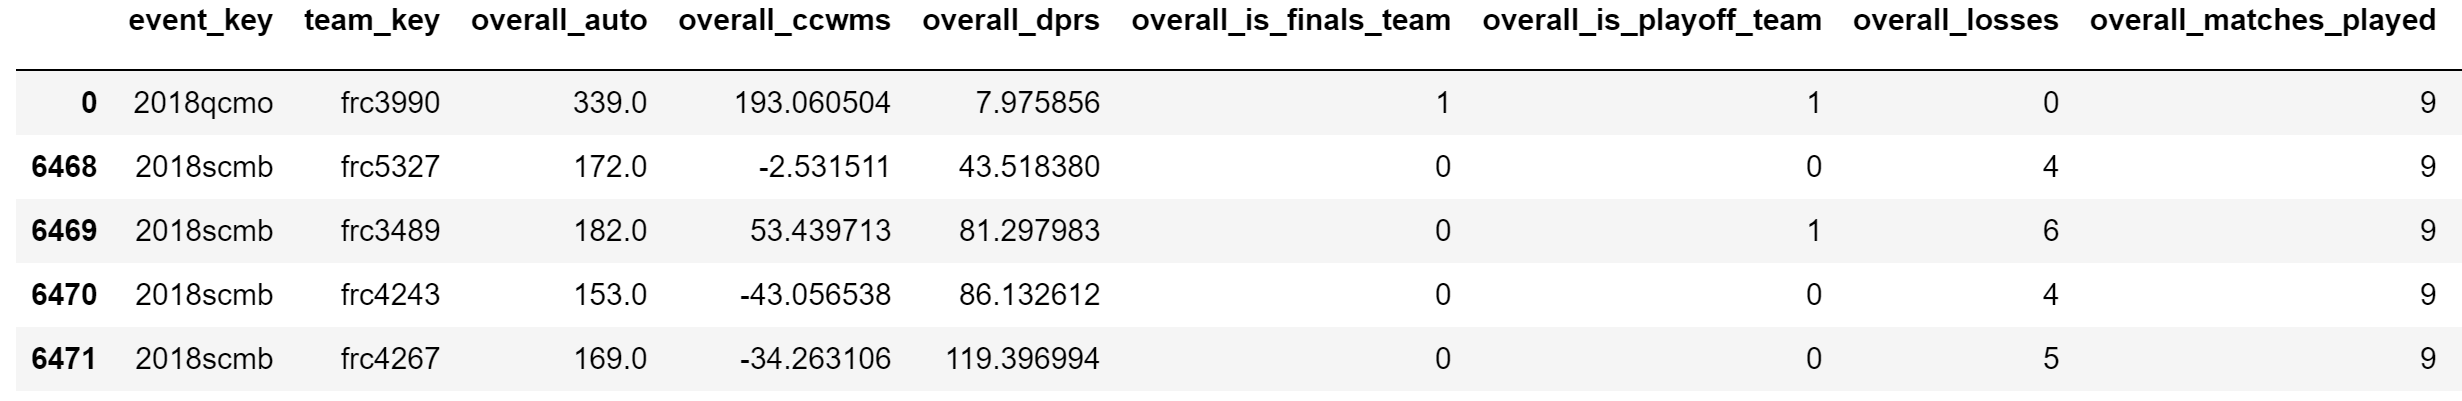 event_key team_key overall_auto overall_ccwms overall_dprs overall_is_finals_team overall_is_playoff_team overall_losses overall_matches_played
0 2018qcmo frc3990 339.0 193.060504 7.975856 1 1 0 9
6468 2018scmb frc5327 172.0 -2.531511 43.518380 0 0 4 9
6469 2018scmb frc3489 182.0 53.439713 81.297983 0 1 6 9
6470 2018scmb frc4243 153.0 -43.056538 86.132612 0 0 4 9
6471 2018scmb frc4267 169.0 -34.263106 119.396994 0 0 5 9